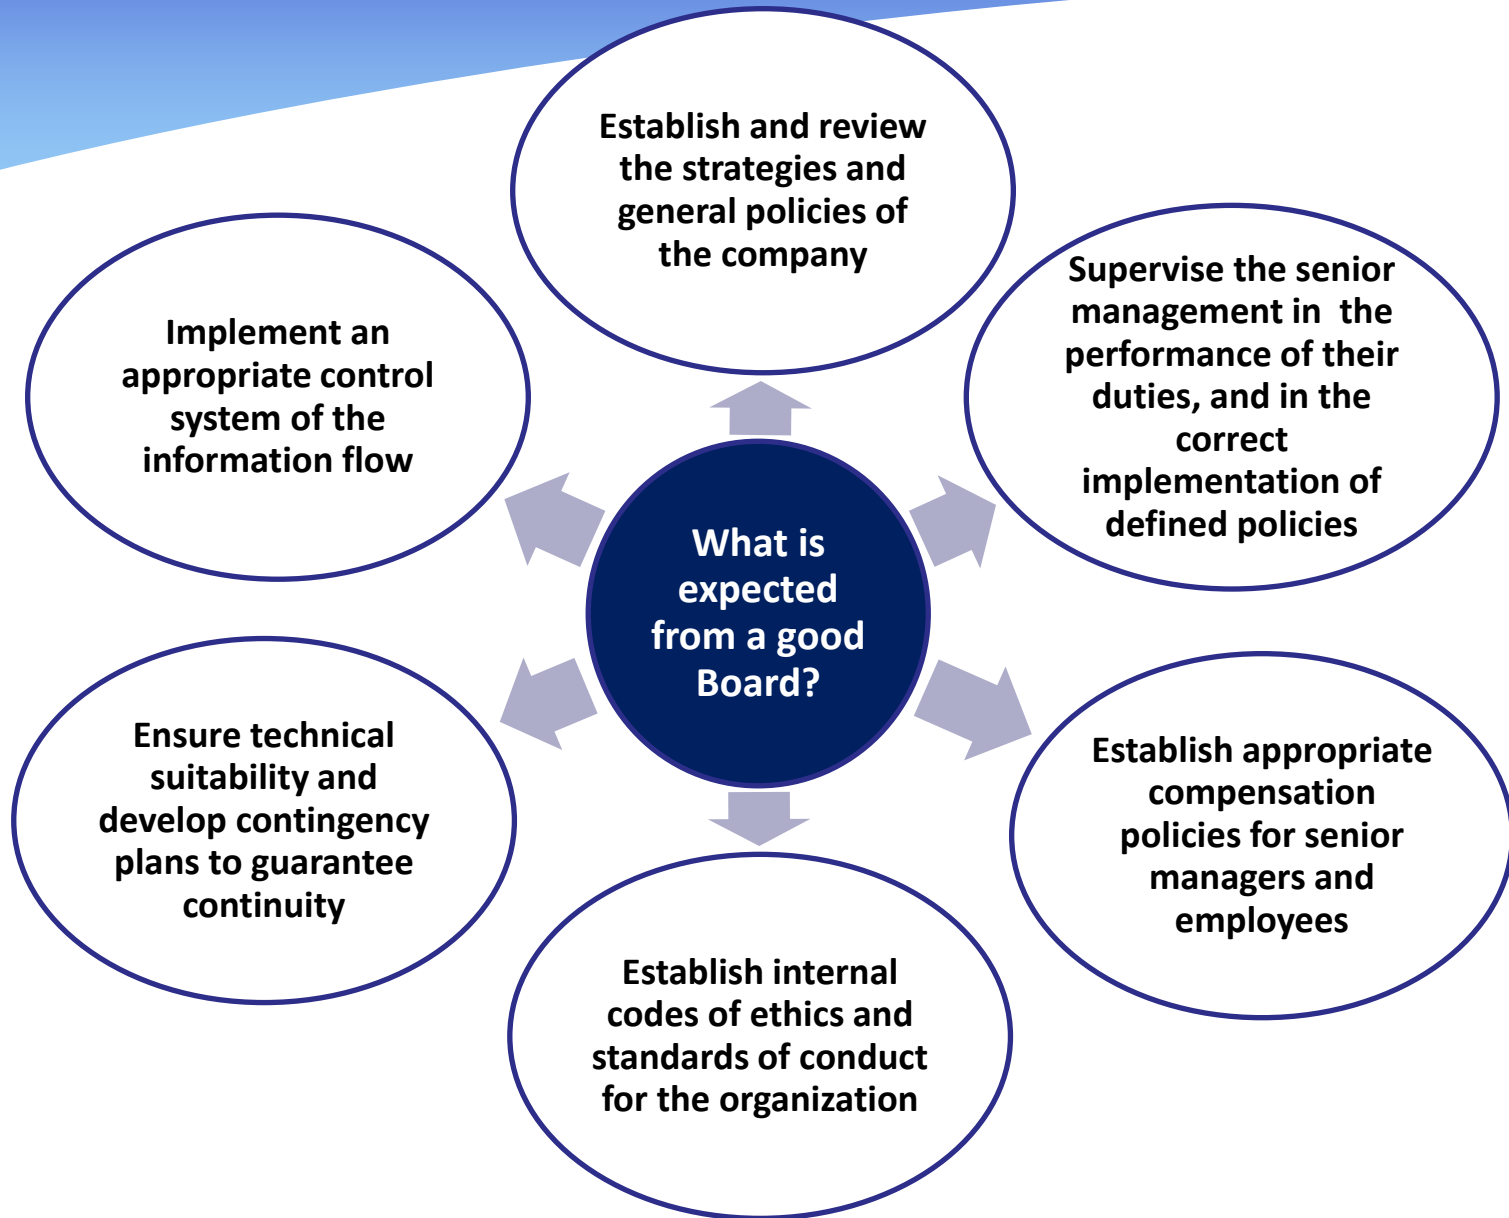 Establish and review
the strategies and
general policies of
the company
Supervise the senior
management in  the
performance of their
duties, and in the
correct
implementation of
defined policies
Implement an
appropriate control
system of the
information flow
What is
expected
from a good
Board?
Establish appropriate
compensation
policies for senior
managers and
employees
Ensure technical
suitability and
develop contingency
plans to guarantee
continuity
Establish internal
codes of ethics and
standards of conduct
for the organization